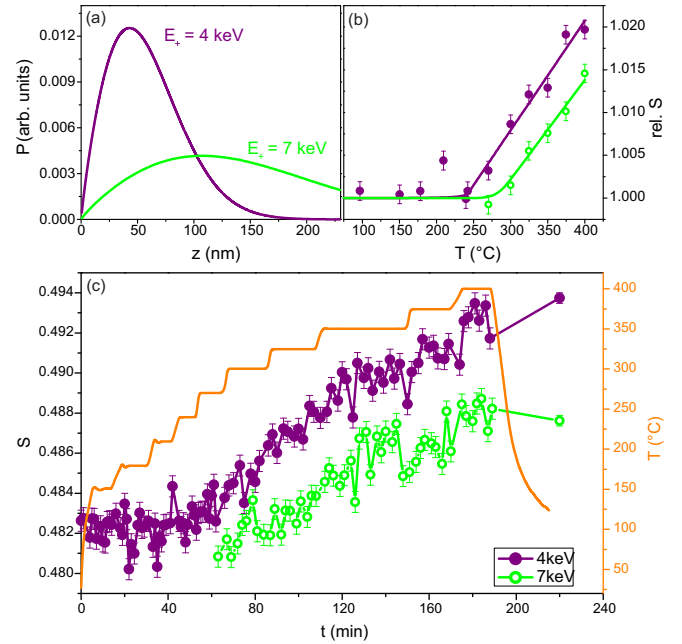 (a)
E+ = 4 keV
E+ = 7 keV
P(arb. units)
0.012
0.009
0.006
0.003
0.000
0 50 100 150 200
z (nm)
(b)
rel. S
1.020
1.015
1.010
1.005
1.000
100 150 200 250 300 350 400
T (°C)
(c)
S
0.494
0.492
0.490
0.488
0.486
0.484
0.482
0.480
T (°C)
400
350
300
250
200
150
100
50
4keV
7keV
0 40 80 120 160 200 240
t (min)